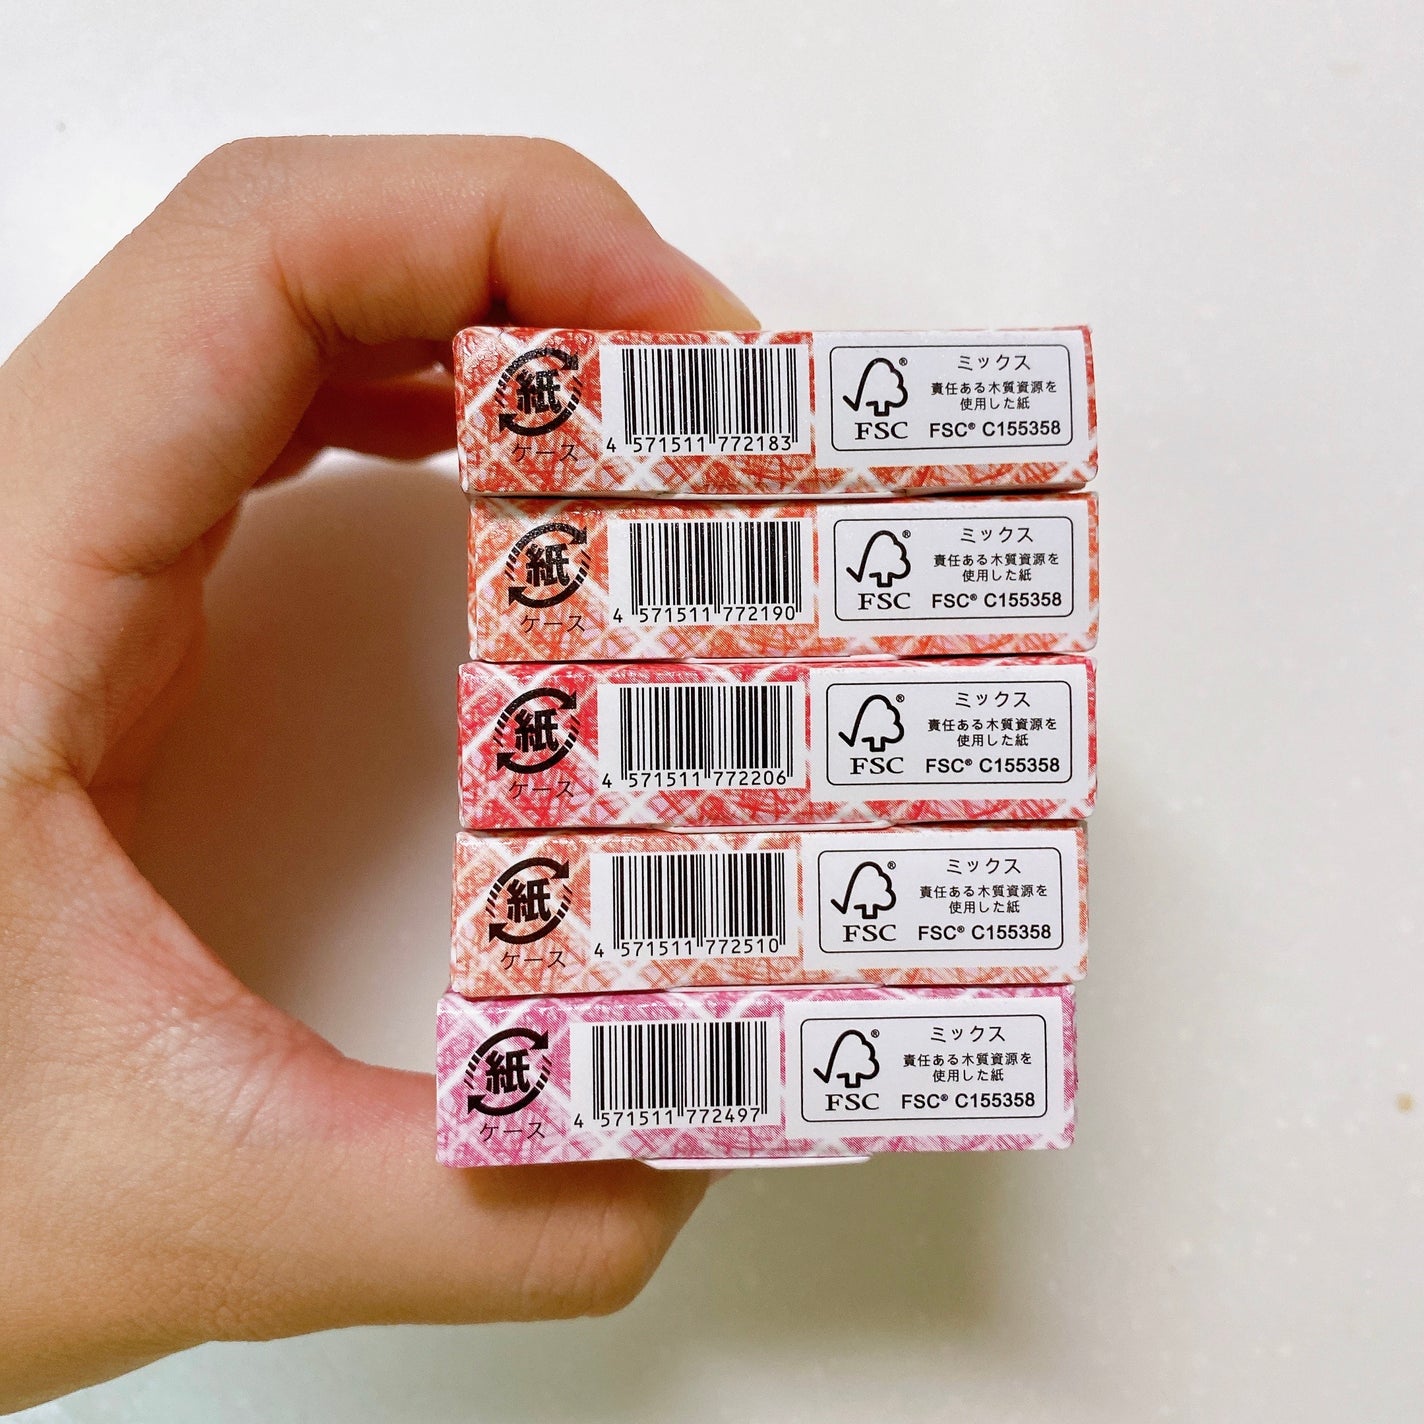 紙
ケース
4 571511 772183
FSC®
ミックス
責任ある木質資源を
使用した紙
FSC® C155358
紙
ケース
4 571511 772190
FSC®
ミックス
責任ある木質資源を
使用した紙
FSC® C155358
紙
ケース
4 571511 772206
FSC®
ミックス
責任ある木質資源を
使用した紙
FSC® C155358
紙
ケース
4 571511 772510
FSC®
ミックス
責任ある木質資源を
使用した紙
FSC® C155358
紙
ケース
4 571511 772497
FSC®
ミックス
責任ある木質資源を
使用した紙
FSC® C155358